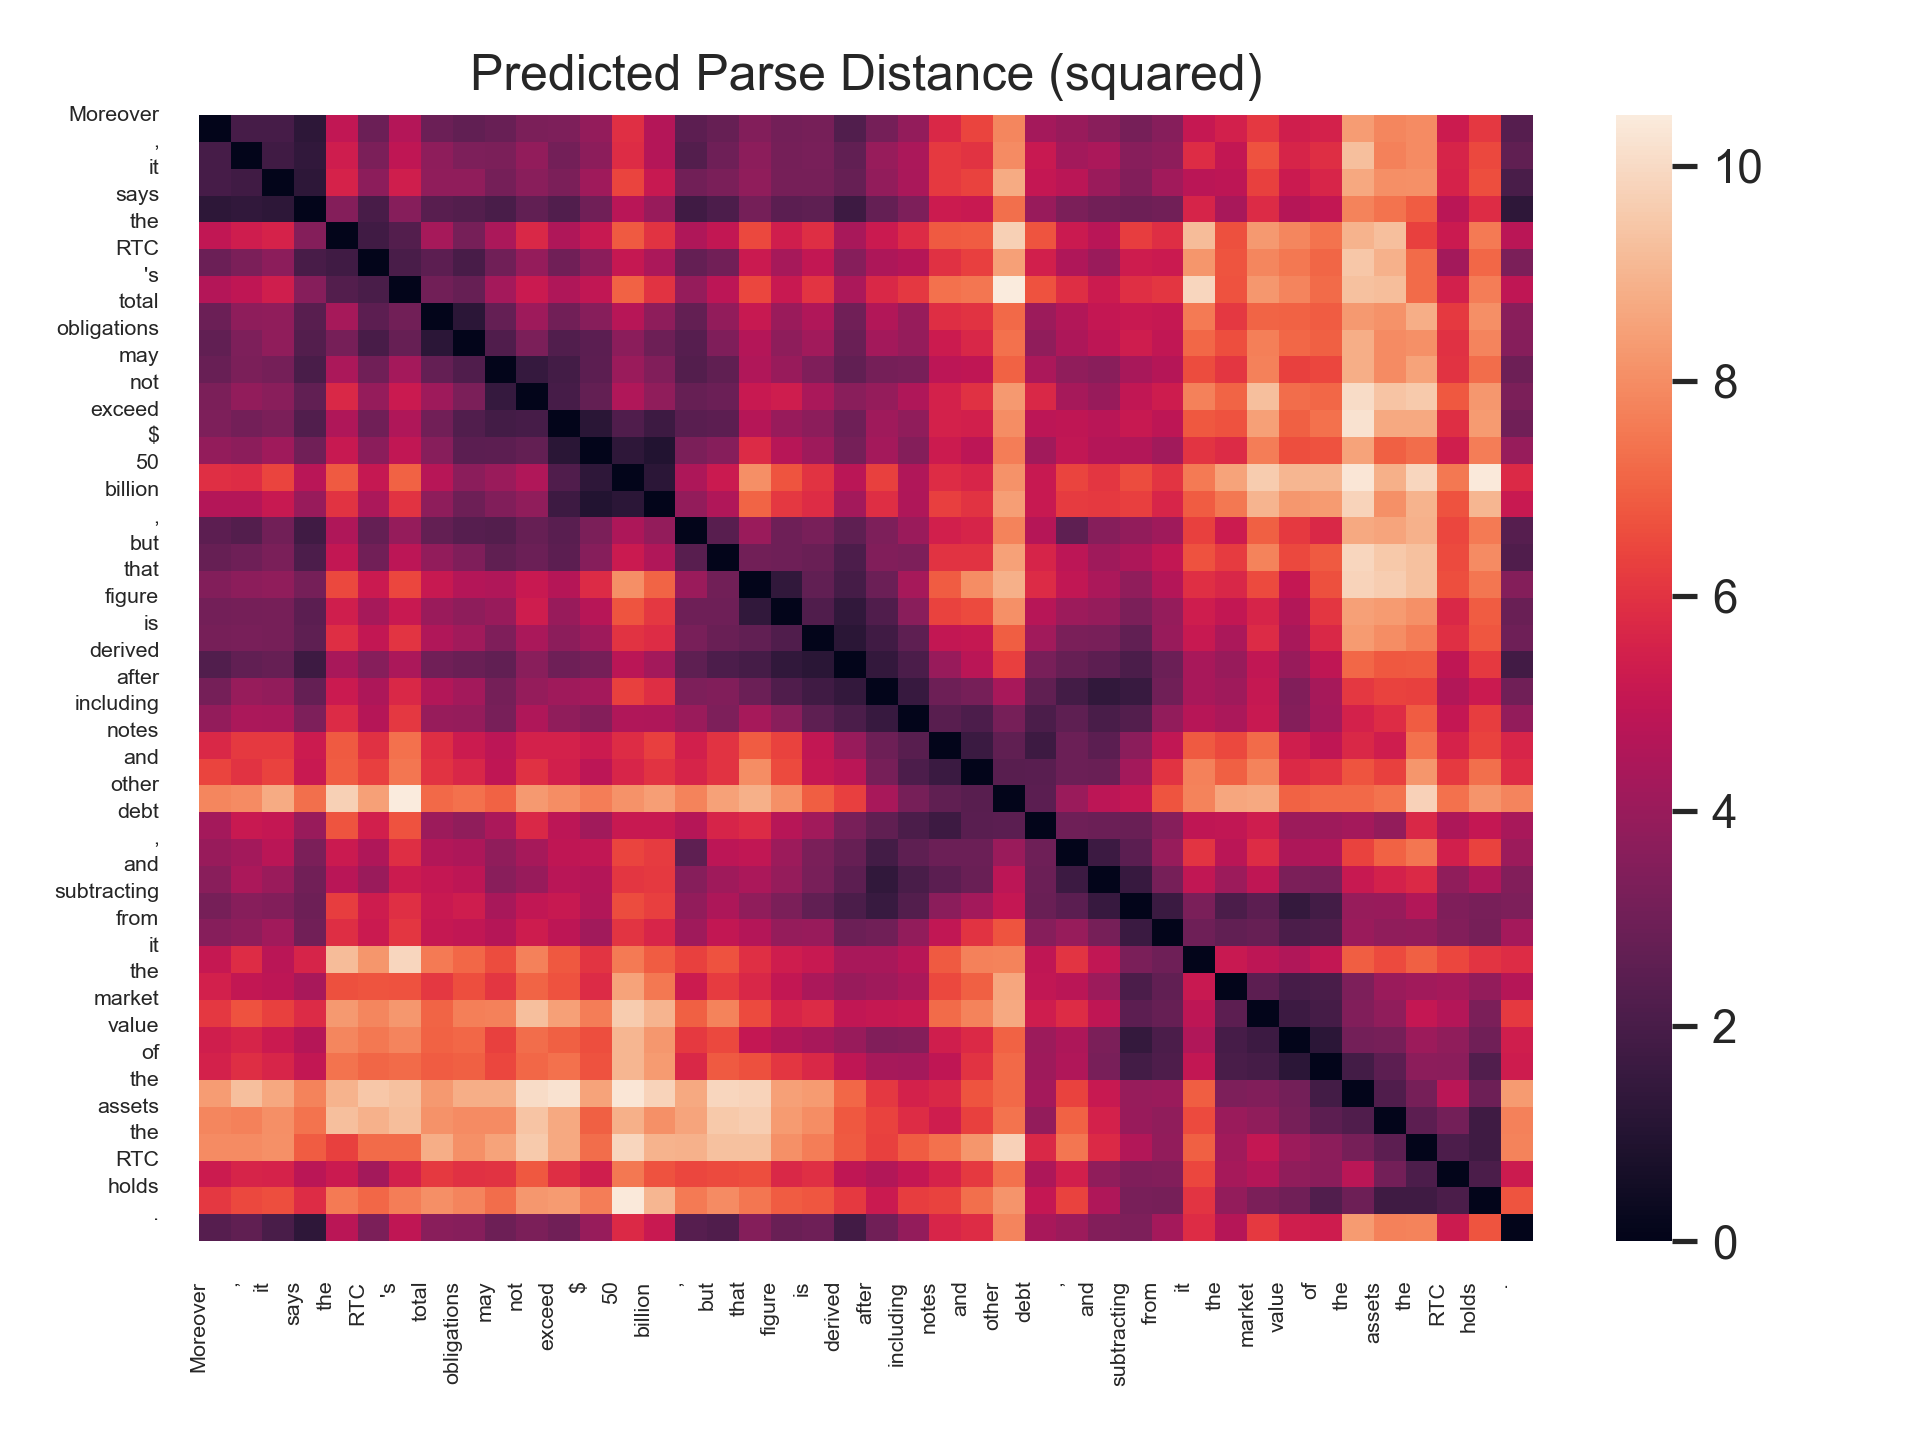 Predicted Parse Distance (squared)
Moreover
,
it
says
the
RTC
's
total
obligations
may
not
exceed
$
50
billion
,
but
that
figure
is
derived
after
including
notes
and
other
debt
,
and
subtracting
from
it
the
market
value
of
the
assets
the
RTC
holds
.
10
8
6
4
2
0
Moreover
,
it
says
the
RTC
's
total
obligations
may
not
exceed
$
50
billion
,
but
that
figure
is
derived
after
including
notes
and
other
debt
,
and
subtracting
from
it
the
market
value
of
the
assets
the
RTC
holds
.